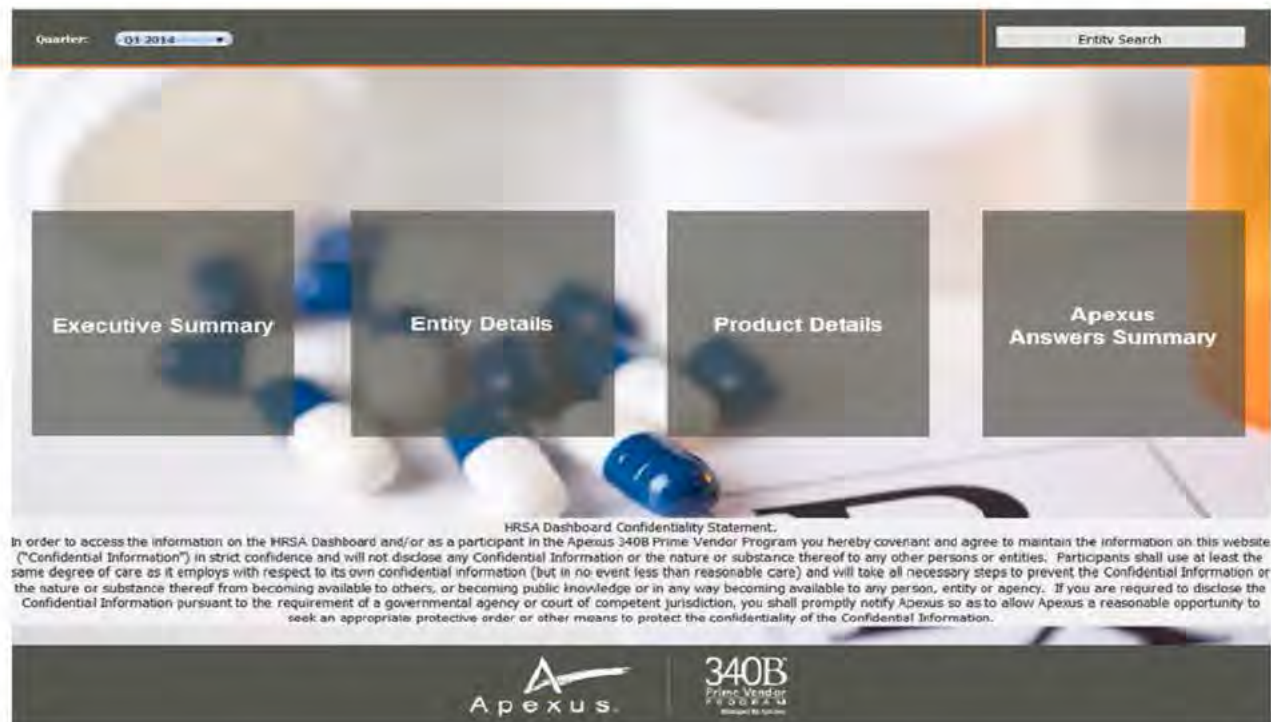 Quarter: Q1 2014
Entity Search
Executive Summary
Entity Details
Product Details
Apexus
Answers Summary
HRSA Dashboard Confidentiality Statement.
In order to access the information on the HRSA Dashboard and/or as a participant in the Apexus 340B Prime Vendor Program you hereby covenant and agree to maintain the information on this website
("Confidential Information") in strict confidence and will not disclose any Confidential Information or the nature or substance thereof to any other persons or entities. Participants shall use at least the
same degree of care as it employs with respect to its own confidential information (but in no event less than reasonable care) and will take all necessary steps to prevent the Confidential Information or
the nature or substance thereof from becoming available to others, or becoming public knowledge or in any way becoming available to any person, entity or agency. If you are required to disclose the
Confidential Information pursuant to the requirement of a governmental agency or court of competent jurisdiction, you shall promptly notify Apexus so as to allow Apexus a reasonable opportunity to
seek an appropriate protective order or other means to protect the confidentiality of the Confidential Information.
Apexus
340B
Prime Vendor
PROGRAM